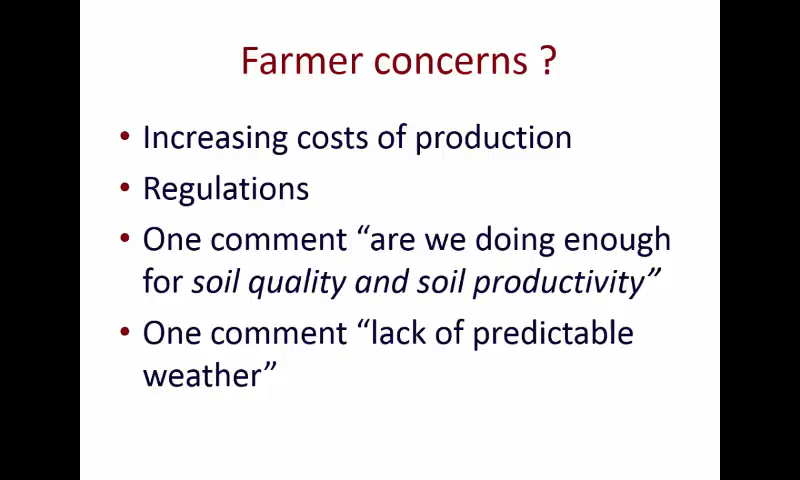 Farmer concerns ?
• Increasing costs of production
• Regulations
• One comment “are we doing enough
for soil quality and soil productivity”
• One comment “lack of predictable
weather”